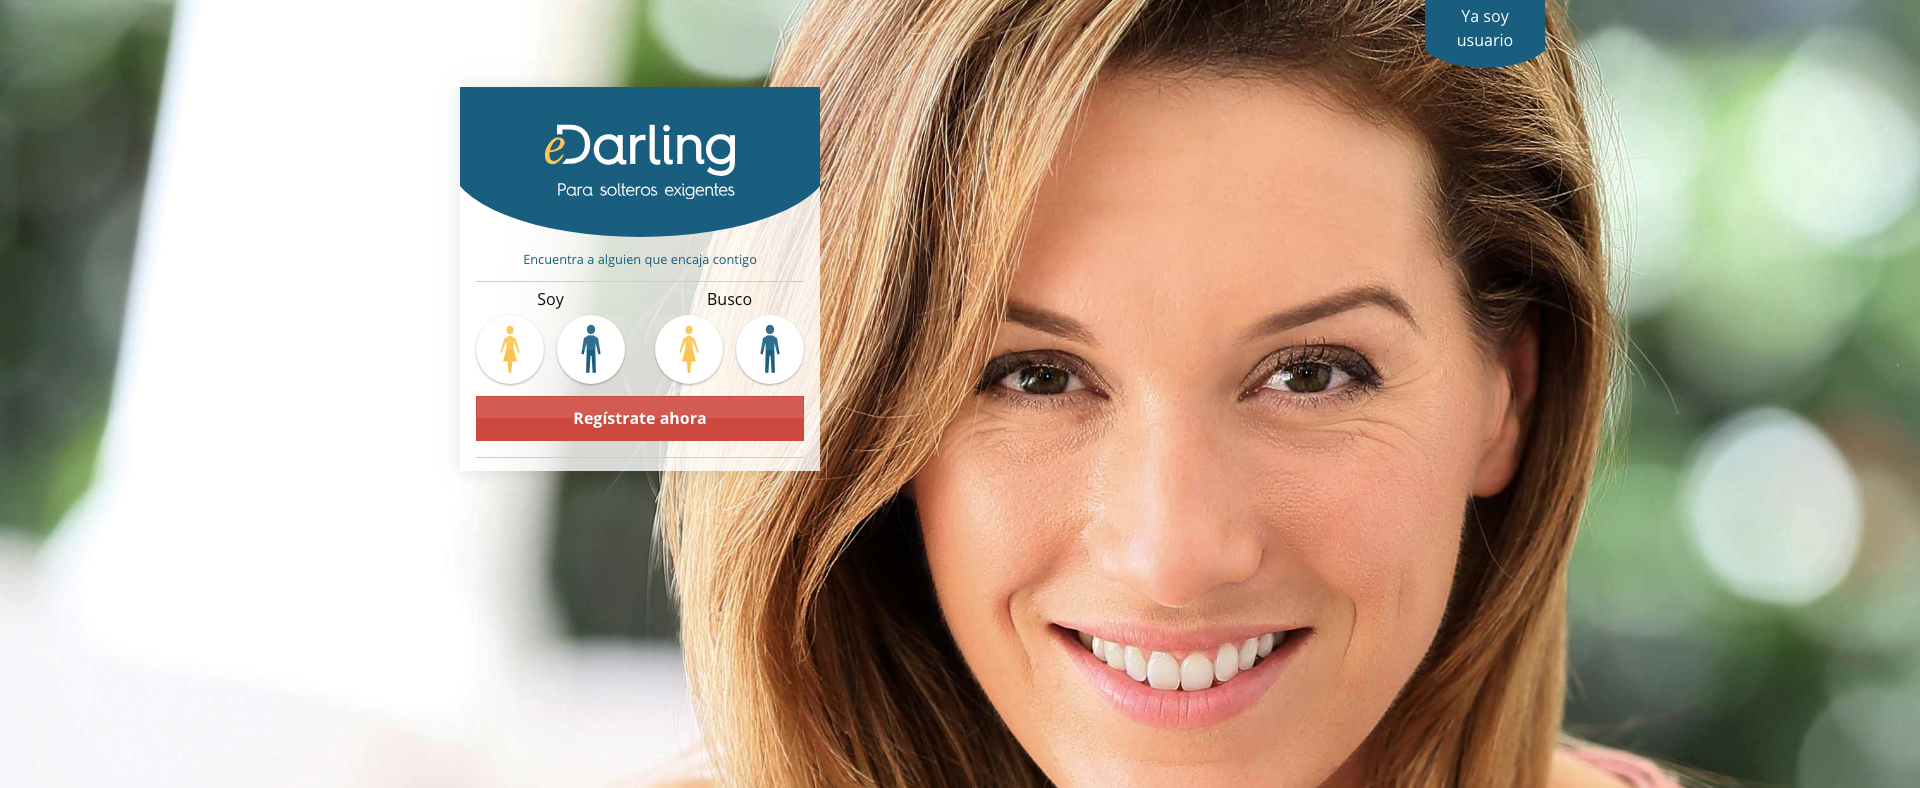 Ya soy
usuario
eDarling
Para solteros exigentes
Encuentra a alguien que encaja contigo
Soy
Busco
Regístrate ahora